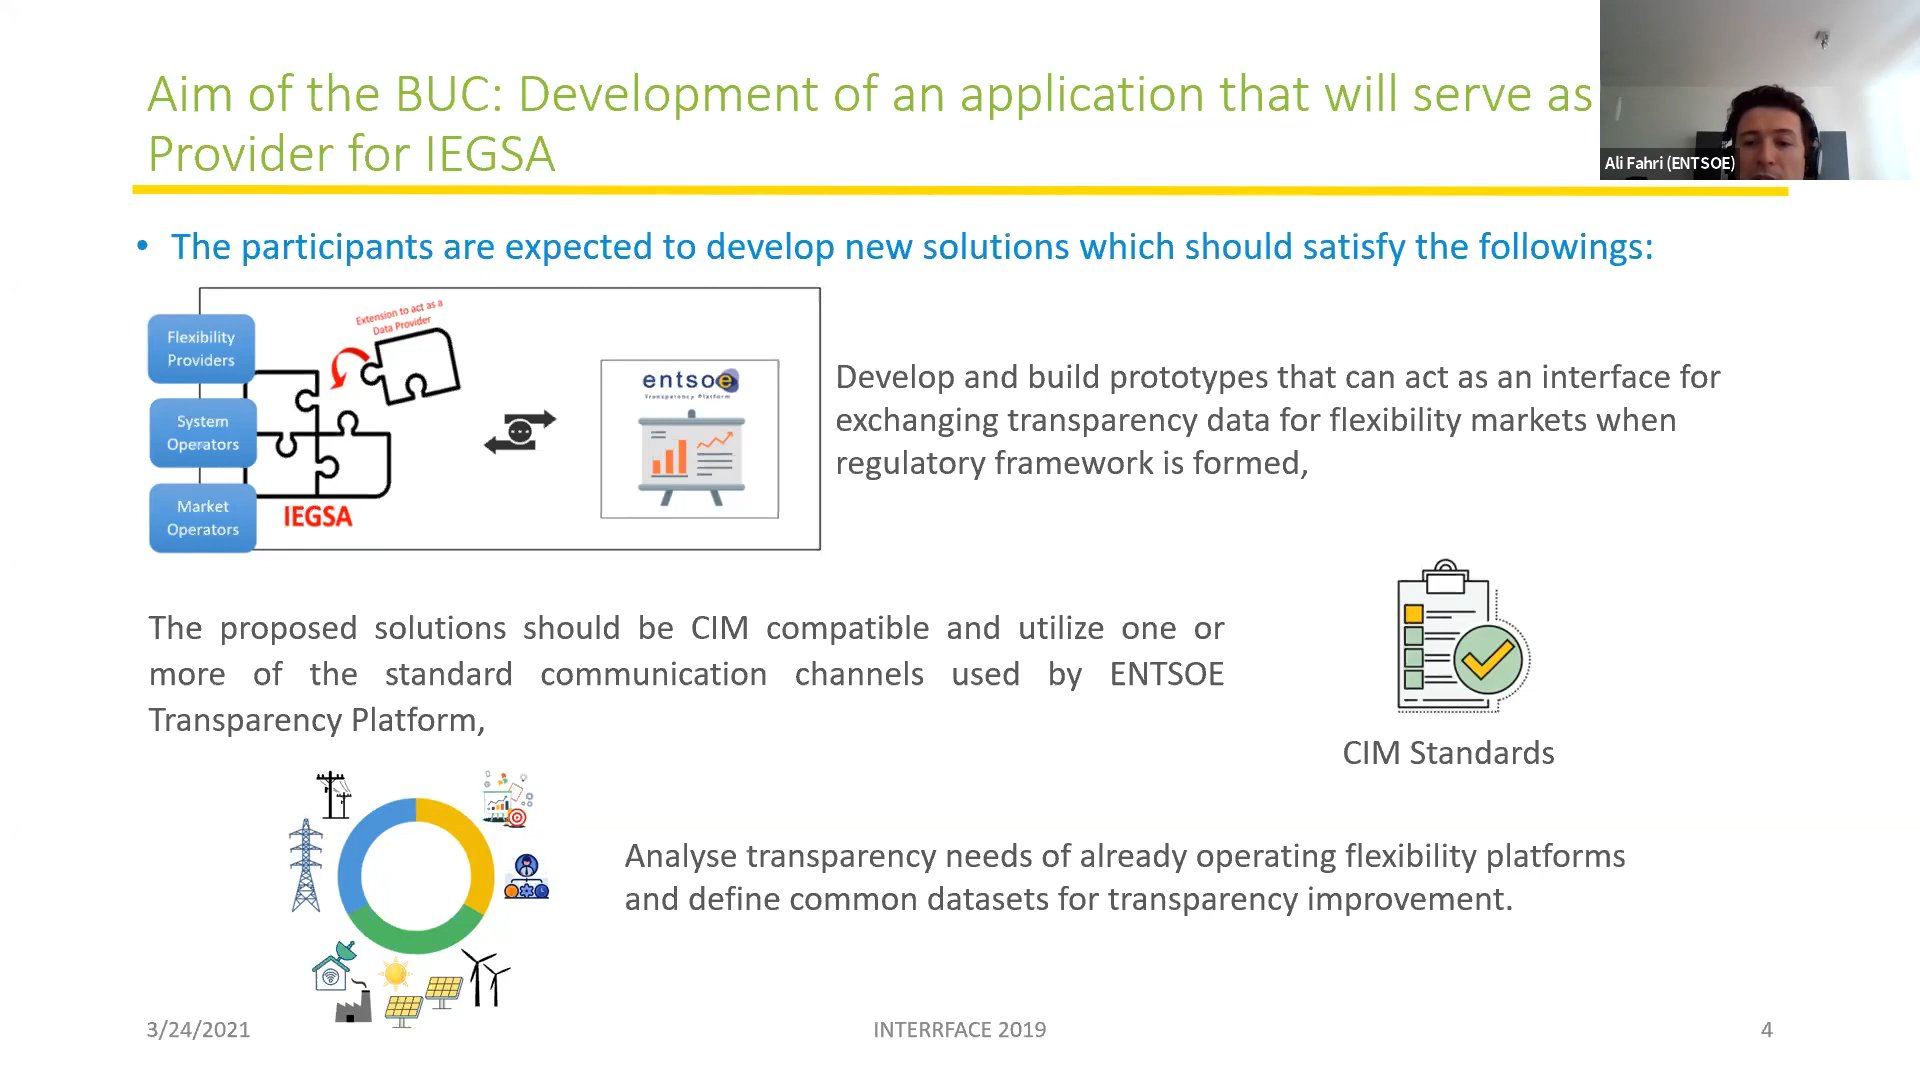 Aim of the BUC: Development of an application that will serve as
Provider for IEGSA
Ali Fahri (ENTSOE)
• The participants are expected to develop new solutions which should satisfy the followings:
Extension to act as a
Data Provider
Flexibility
Providers
System
Operators
Market
Operators
IEGSA
entsoe
Transparency Platform
Develop and build prototypes that can act as an interface for
exchanging transparency data for flexibility markets when
regulatory framework is formed,
The proposed solutions should be CIM compatible and utilize one or
more of the standard communication channels used by ENTSOE
Transparency Platform,
CIM Standards
Analyse transparency needs of already operating flexibility platforms
and define common datasets for transparency improvement.
3/24/2021
INTERRFACE 2019
4